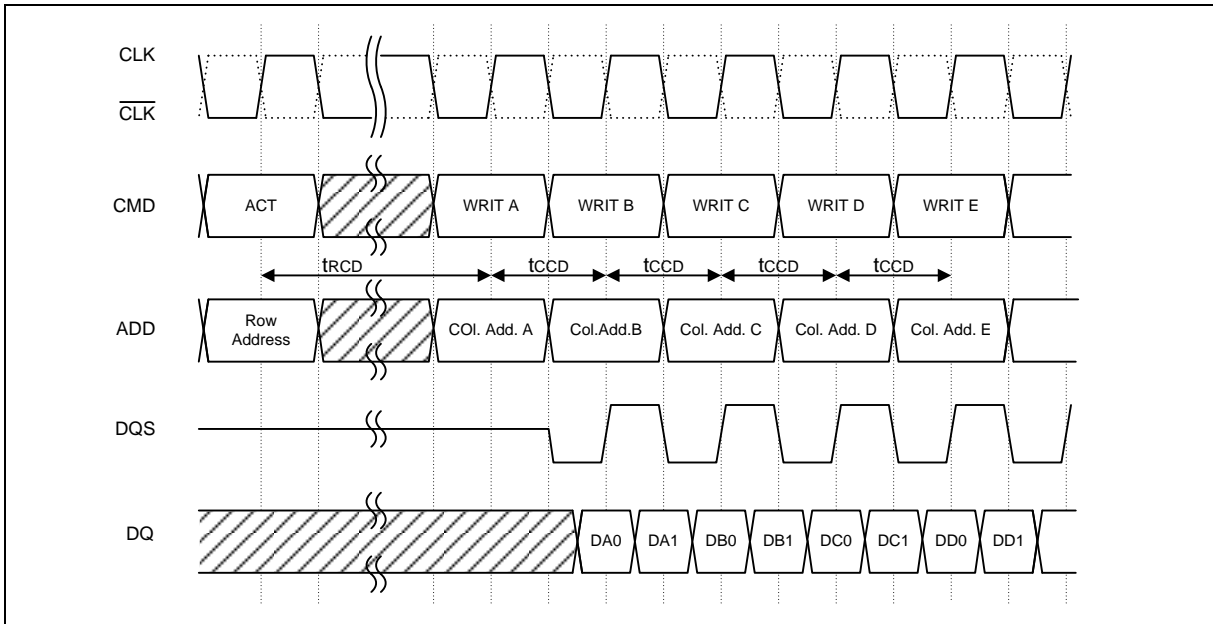 CLK
CLK
CMD
ACT
WRIT A
WRIT B
WRIT C
WRIT D
WRIT E
tRCD
tCCD
tCCD
tCCD
tCCD
ADD
Row
Address
COl. Add. A
Col.Add.B
Col. Add. C
Col. Add. D
Col. Add. E
DQS
DQ
DA0
DA1
DB0
DB1
DC0
DC1
DD0
DD1